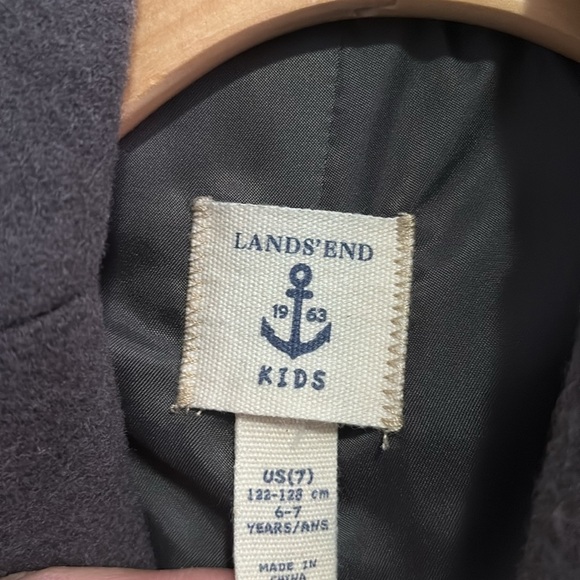 LANDS'END
19 63
KIDS
US(7)
122-128 cm
6-7
YEARS/ANS
MADE IN
CHINA